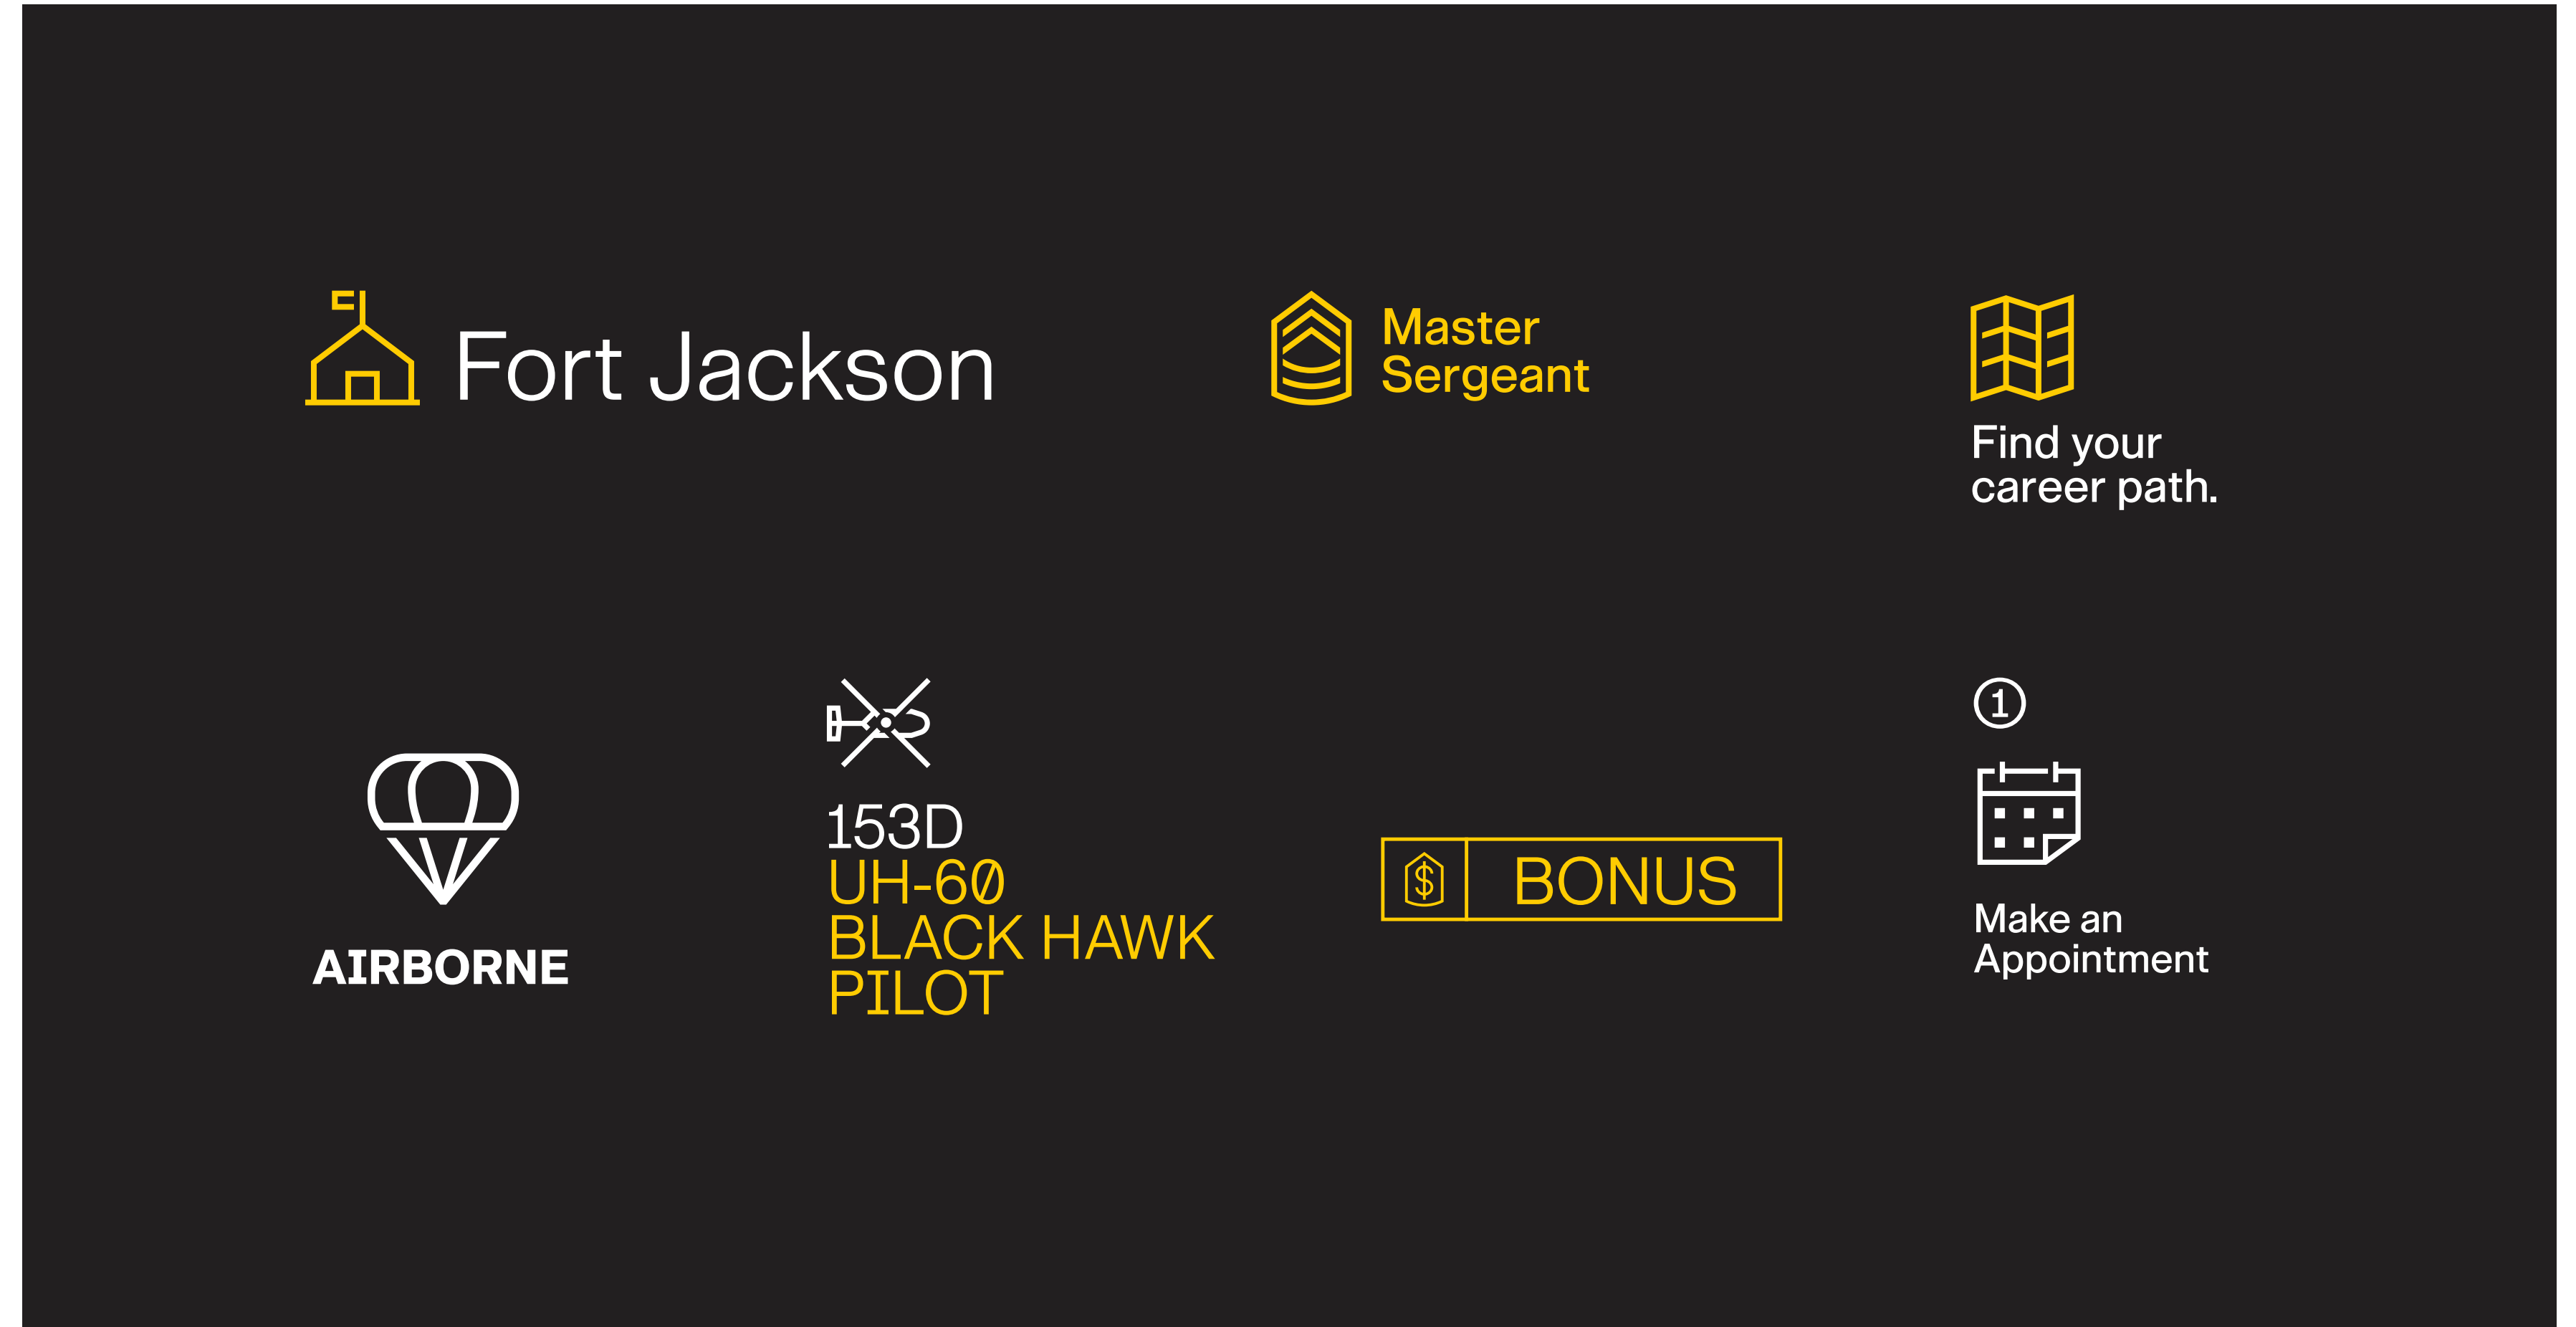 Fort Jackson
Master
Sergeant
Find your
career path.
AIRBORNE
153D
UH-60
BLACK HAWK
PILOT
$
BONUS
1
Make an
Appointment